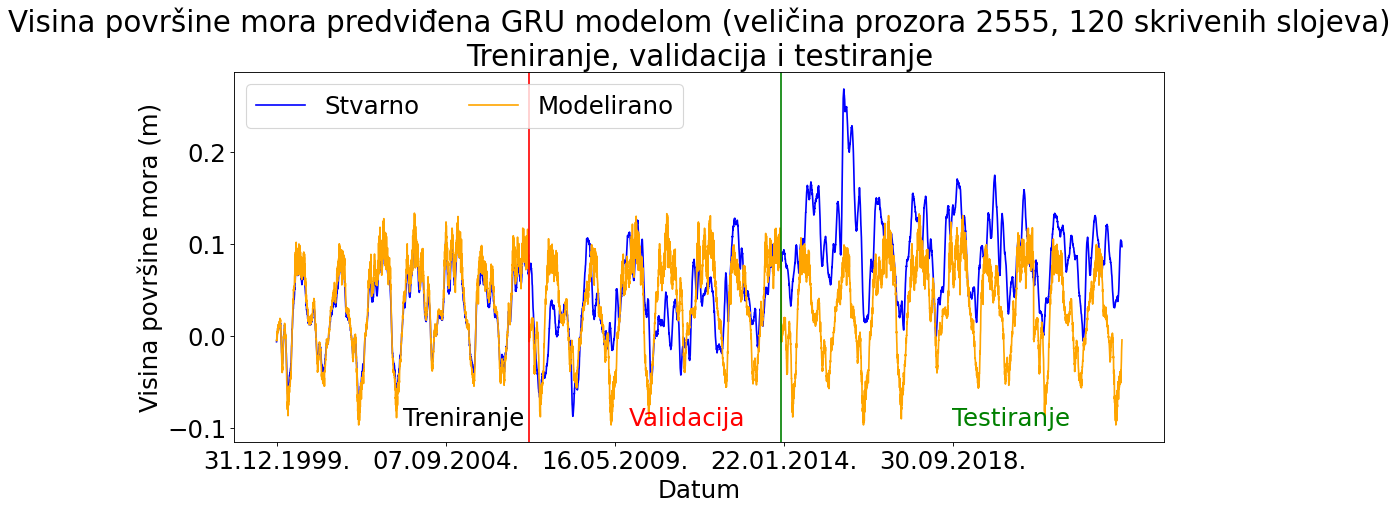 Visina površine mora predviđena GRU modelom (veličina prozora 2555, 120 skrivenih slojeva)
Treniranje, validacija i testiranje
Stvarno
Modelirano
Visina površine mora (m)
0.2
0.1
0.0
−0.1
Treniranje
Validacija
Testiranje
31.12.1999.
07.09.2004.
16.05.2009.
22.01.2014.
30.09.2018.
Datum